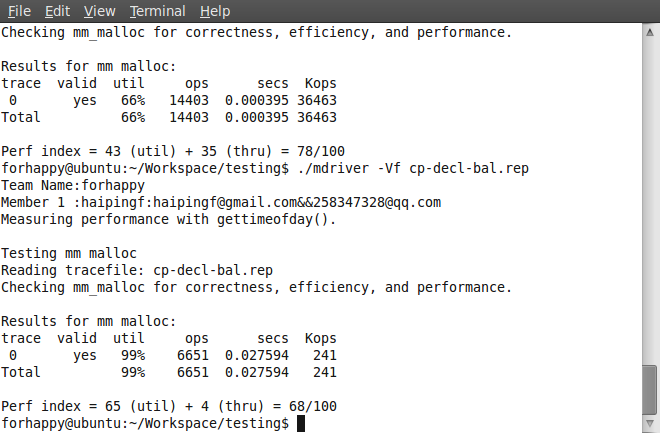 File Edit View Terminal Help
Checking mm_malloc for correctness, efficiency, and performance.
Results for mm malloc:
trace valid util ops secs Kops
0 yes 66% 14403 0.000395 36463
Total 66% 14403 0.000395 36463
Perf index = 43 (util) + 35 (thru) = 78/100
forhappy@ubuntu:~/Workspace/testing$ ./mdriver -Vf cp-decl-bal.rep
Team Name:forhappy
Member 1 :haipingf:haipingf@gmail.com&&258347328@qq.com
Measuring performance with gettimeofday().
Testing mm malloc
Reading tracefile: cp-decl-bal.rep
Checking mm_malloc for correctness, efficiency, and performance.
Results for mm malloc:
trace valid util ops secs Kops
0 yes 99% 6651 0.027594 241
Total 99% 6651 0.027594 241
Perf index = 65 (util) + 4 (thru) = 68/100
forhappy@ubuntu:~/Workspace/testing$